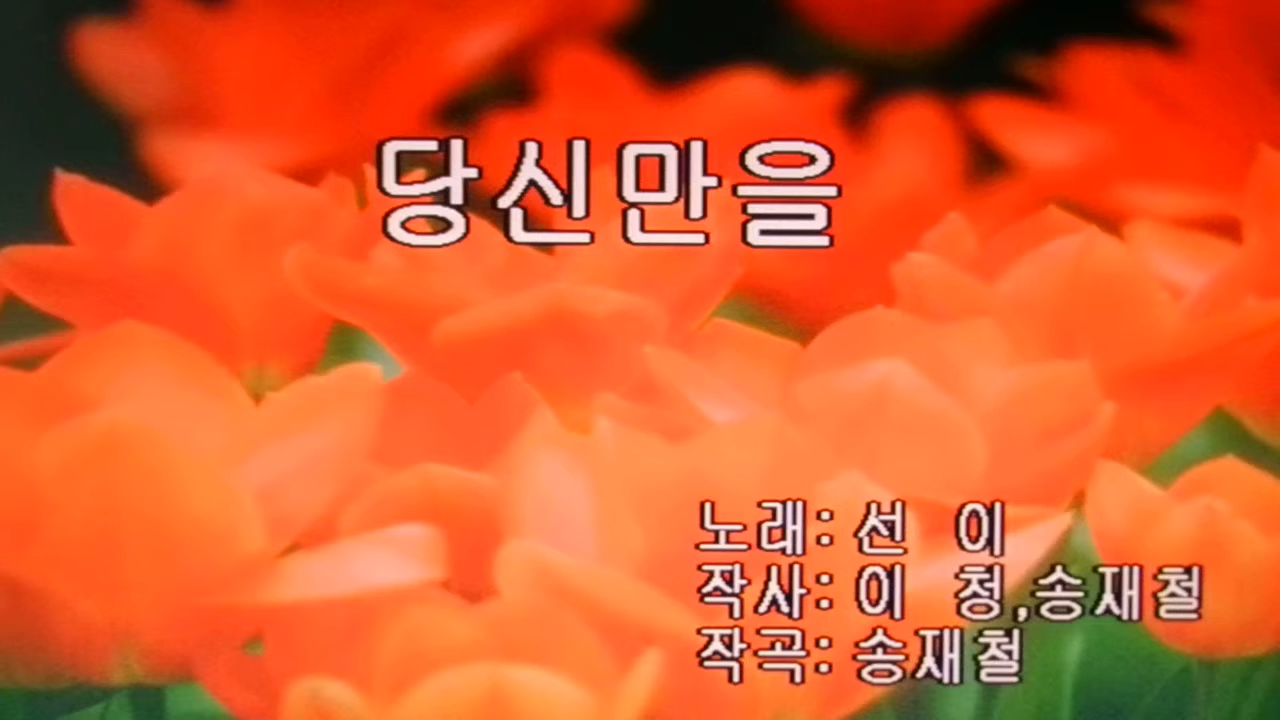 당신만을
노래: 선 이
작사: 이 청,송재철
작곡: 송재철